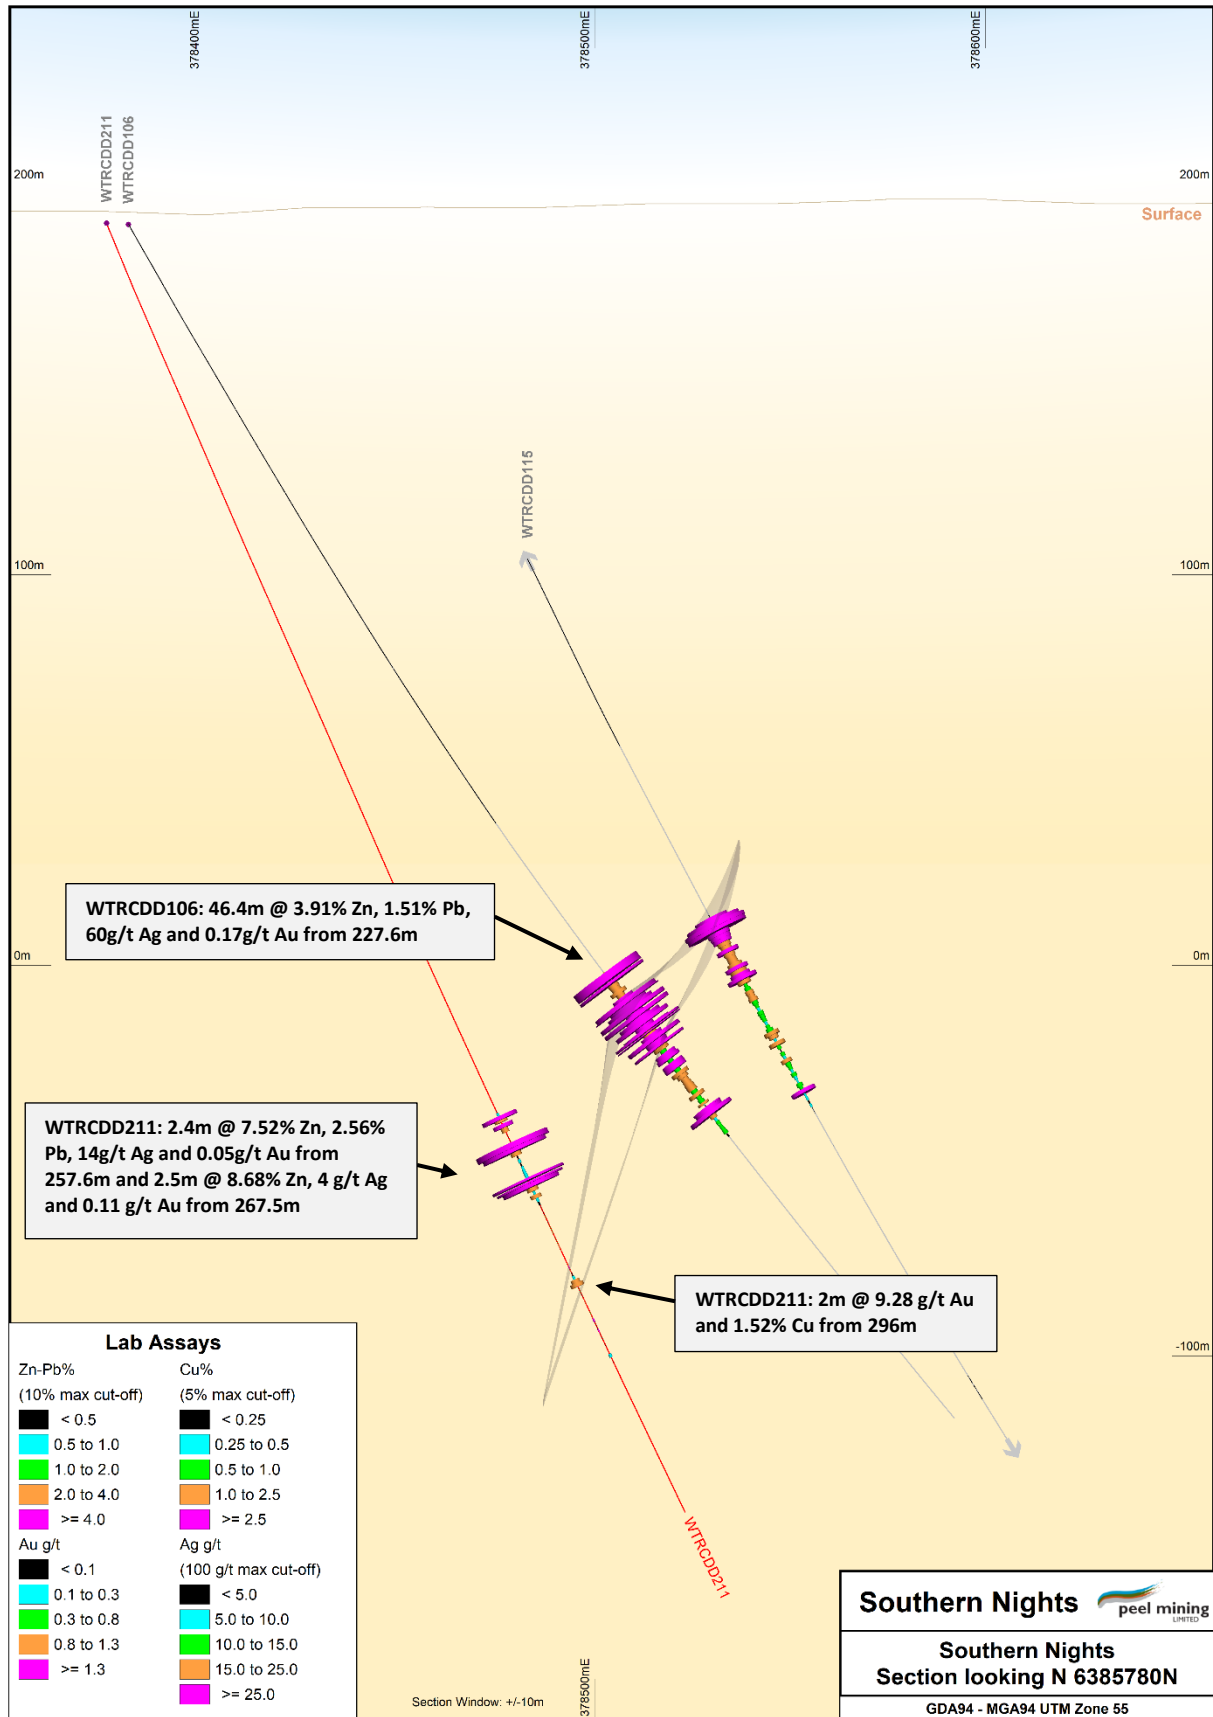 378400mE
378500mE
378600mE
WTRCDD211
WTRCDD106
200m
200m
Surface
WTRCDD115
100m
100m
WTRCDD106: 46.4m @ 3.91% Zn, 1.51% Pb,
60g/t Ag and 0.17g/t Au from 227.6m
0m
0m
WTRCDD211: 2.4m @ 7.52% Zn, 2.56%
Pb, 14g/t Ag and 0.05g/t Au from
257.6m and 2.5m @ 8.68% Zn, 4 g/t Ag
and 0.11 g/t Au from 267.5m
WTRCDD211: 2m @ 9.28 g/t Au
and 1.52% Cu from 296m
-100m
WTRCDD211
Lab Assays
Zn-Pb%
(10% max cut-off)
< 0.5
0.5 to 1.0
1.0 to 2.0
2.0 to 4.0
>= 4.0
Cu%
(5% max cut-off)
< 0.25
0.25 to 0.5
0.5 to 1.0
1.0 to 2.5
>= 2.5
Au g/t
< 0.1
0.1 to 0.3
0.3 to 0.8
0.8 to 1.3
>= 1.3
Ag g/t
(100 g/t max cut-off)
< 5.0
5.0 to 10.0
10.0 to 15.0
15.0 to 25.0
>= 25.0
Section Window: +/-10m
378500mE
Southern Nights
peel mining
LIMITED
Southern Nights
Section looking N 6385780N
GDA94 - MGA94 UTM Zone 55